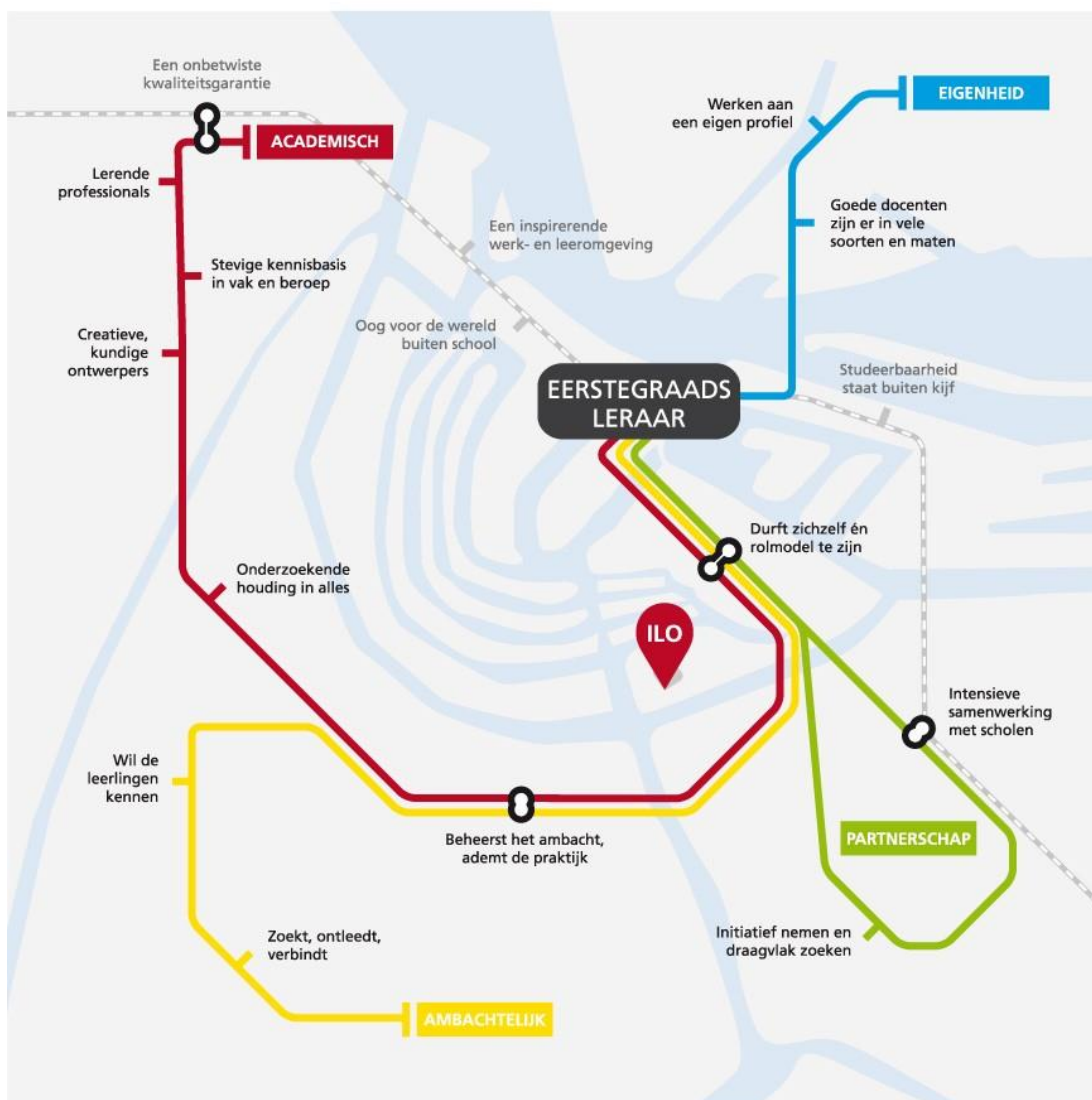 Een onbetwiste
kwaliteitsgarantie
ACADEMISCH
Lerende
professionals
Stevige kennisbasis
in vak en beroep
Creatieve,
kundige
ontwerpers
Een inspirerende
werk- en leeromgeving
Oog voor de wereld
buiten school
Werken aan
een eigen profiel
EIGENHEID
Goede docenten
zijn er in vele
soorten en maten
Studeerbaarheid
staat buiten kijf
EERSTEGRAADS
LERAAR
Durft zichzelf én
rolmodel te zijn
Onderzoekende
houding in alles
ILO
Intensieve
samenwerking
met scholen
Wil de
leerlingen
kennen
Beheerst het ambacht,
ademt de praktijk
PARTNERSCHAP
Initiatief nemen en
draagvlak zoeken
Zoekt, ontleedt,
verbindt
AMBACHTELIJK